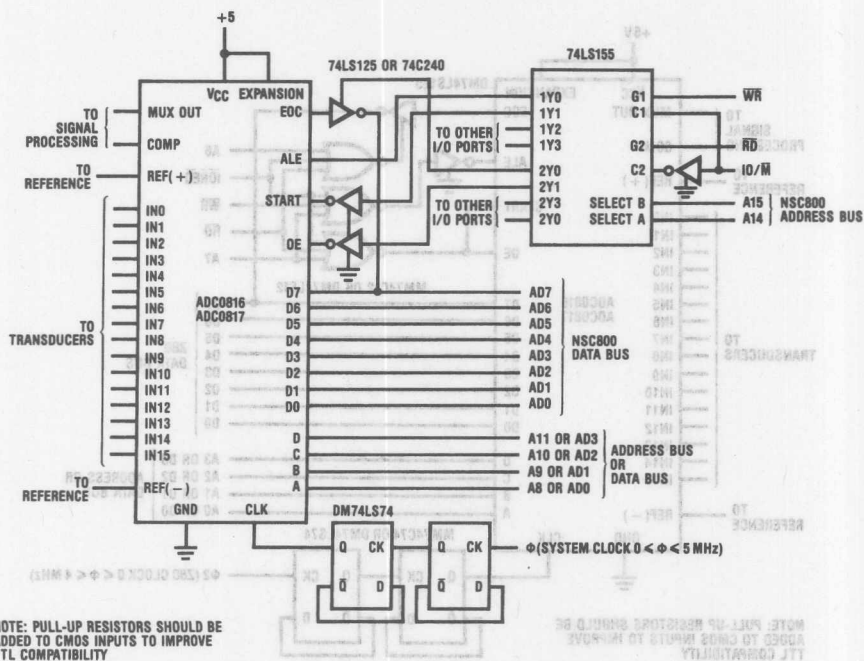 +5
74LS125 OR 74C240
74LS155
VCC EXPANSION
TO SIGNAL PROCESSING
MUX OUT
COMP
TO REFERENCE
REF(+)
EOC
ALE
START
OE
IN0
IN1
IN2
IN3
IN4
IN5
IN6
IN7
IN8
IN9
IN10
IN11
IN12
IN13
IN14
IN15
TO TRANSDUCERS
ADC0816
ADC0817
TO REFERENCE
REF(−)
GND
CLK
D7
D6
D5
D4
D3
D2
D1
D0
D
C
B
A
1Y0
1Y1
1Y2
1Y3
TO OTHER I/O PORTS
2Y0
2Y1
2Y3
2Y0
TO OTHER I/O PORTS
G1
C1
G2
C2
SELECT B
SELECT A
W̅R̅
R̅D̅
IO/M̅
A15
A14
NSC800 ADDRESS BUS
AD7
AD6
AD5
AD4
AD3
AD2
AD1
AD0
NSC800 DATA BUS
A11 OR AD3
A10 OR AD2
A9 OR AD1
A8 OR AD0
ADDRESS BUS OR DATA BUS
DM74LS74
Q CK
Q̅ D
Q CK
Q̅ D
Φ(SYSTEM CLOCK 0 < Φ < 5 MHz)
NOTE: PULL-UP RESISTORS SHOULD BE
ADDED TO CMOS INPUTS TO IMPROVE
TTL COMPATIBILITY